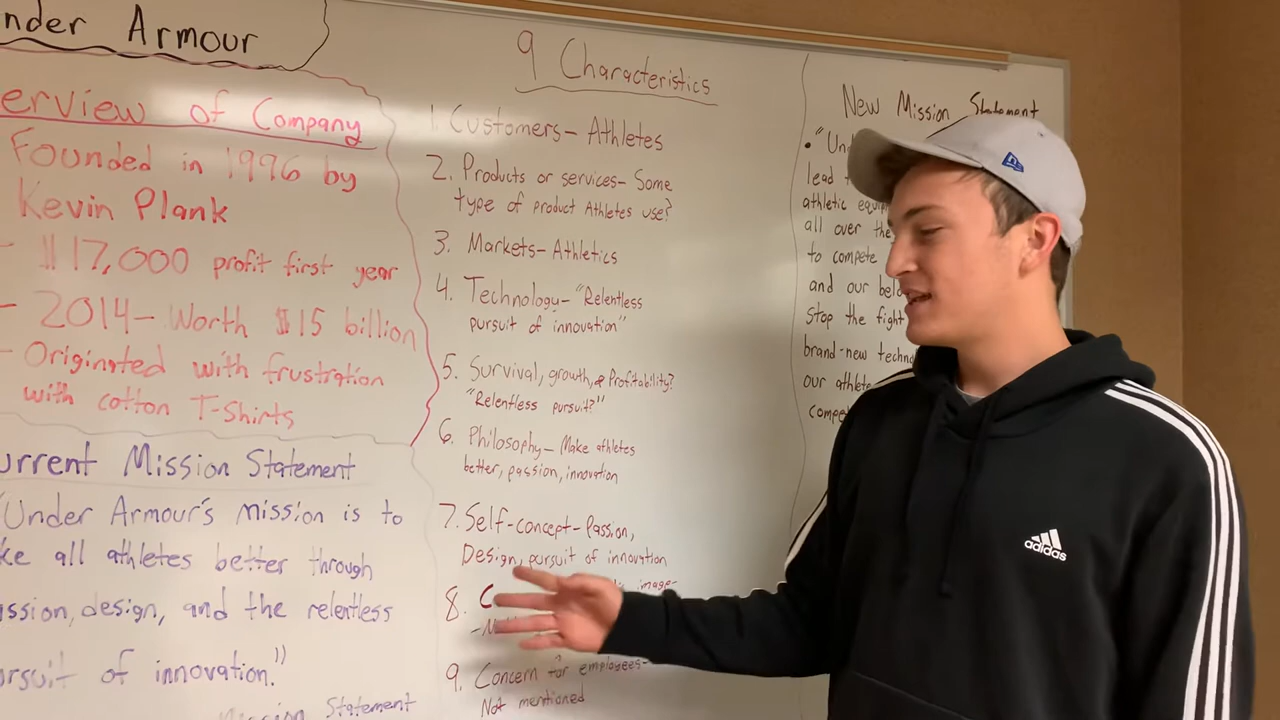 nder Armour
erview of Company
Founded in 1996 by
Kevin Plank
- $17,000 profit first year
- 2014- Worth $15 billion
- Originated with frustration
with cotton T-Shirts
urrent Mission Statement
"Under Armour's mission is to
ke all athletes better through
ssion, design, and the relentless
ursuit of innovation."
Mission Statement
9 Characteristics
1. Customers- Athletes
2. Products or services- Some
type of product Athletes use?
3. Markets- Athletics
4. Technology- "Relentless
pursuit of innovation"
5. Survival, growth, & Profitability?
"Relentless pursuit?"
6. Philosophy- Make athletes
better, passion, innovation
7. Self-concept- Passion,
Design, pursuit of innovation
8. C image-
9. Concern for employees-
Not mentioned
New Mission Statement
• "Un
lead
athletic equ
all over the
to compete
and our bel
Stop the fight
brand-new techn
our athlete
compe
adidas